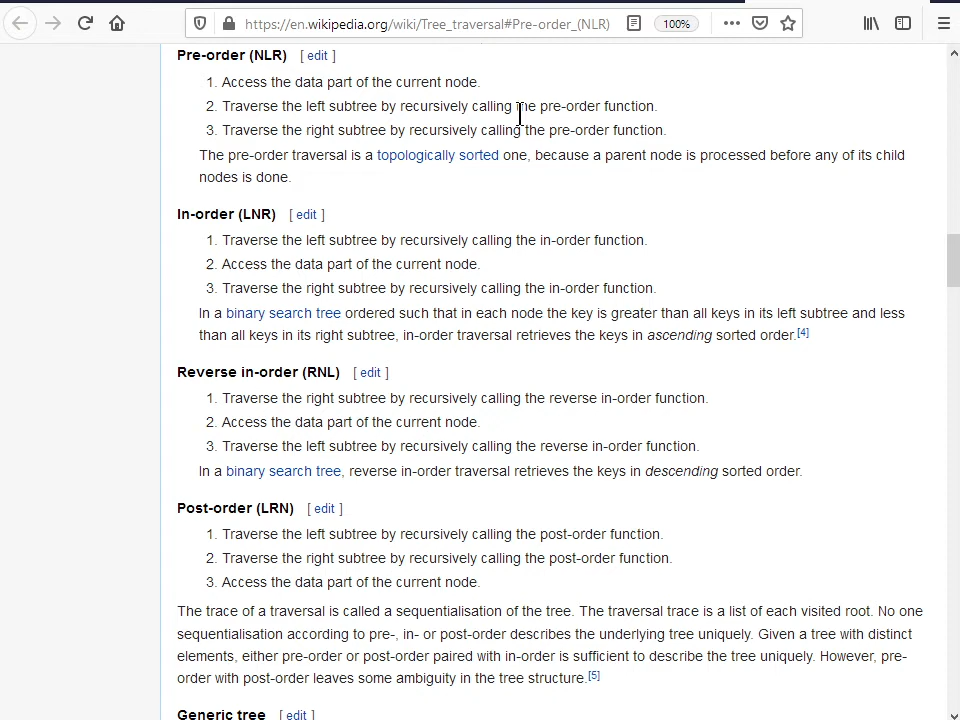 https://en.wikipedia.org/wiki/Tree_traversal#Pre-order_(NLR)
100%
Pre-order (NLR) [ edit ]
1. Access the data part of the current node.
2. Traverse the left subtree by recursively calling the pre-order function.
3. Traverse the right subtree by recursively calling the pre-order function.
The pre-order traversal is a topologically sorted one, because a parent node is processed before any of its child
nodes is done.
In-order (LNR) [ edit ]
1. Traverse the left subtree by recursively calling the in-order function.
2. Access the data part of the current node.
3. Traverse the right subtree by recursively calling the in-order function.
In a binary search tree ordered such that in each node the key is greater than all keys in its left subtree and less
than all keys in its right subtree, in-order traversal retrieves the keys in ascending sorted order.[4]
Reverse in-order (RNL) [ edit ]
1. Traverse the right subtree by recursively calling the reverse in-order function.
2. Access the data part of the current node.
3. Traverse the left subtree by recursively calling the reverse in-order function.
In a binary search tree, reverse in-order traversal retrieves the keys in descending sorted order.
Post-order (LRN) [ edit ]
1. Traverse the left subtree by recursively calling the post-order function.
2. Traverse the right subtree by recursively calling the post-order function.
3. Access the data part of the current node.
The trace of a traversal is called a sequentialisation of the tree. The traversal trace is a list of each visited root. No one
sequentialisation according to pre-, in- or post-order describes the underlying tree uniquely. Given a tree with distinct
elements, either pre-order or post-order paired with in-order is sufficient to describe the tree uniquely. However, pre-
order with post-order leaves some ambiguity in the tree structure.[5]
Generic tree [ edit ]